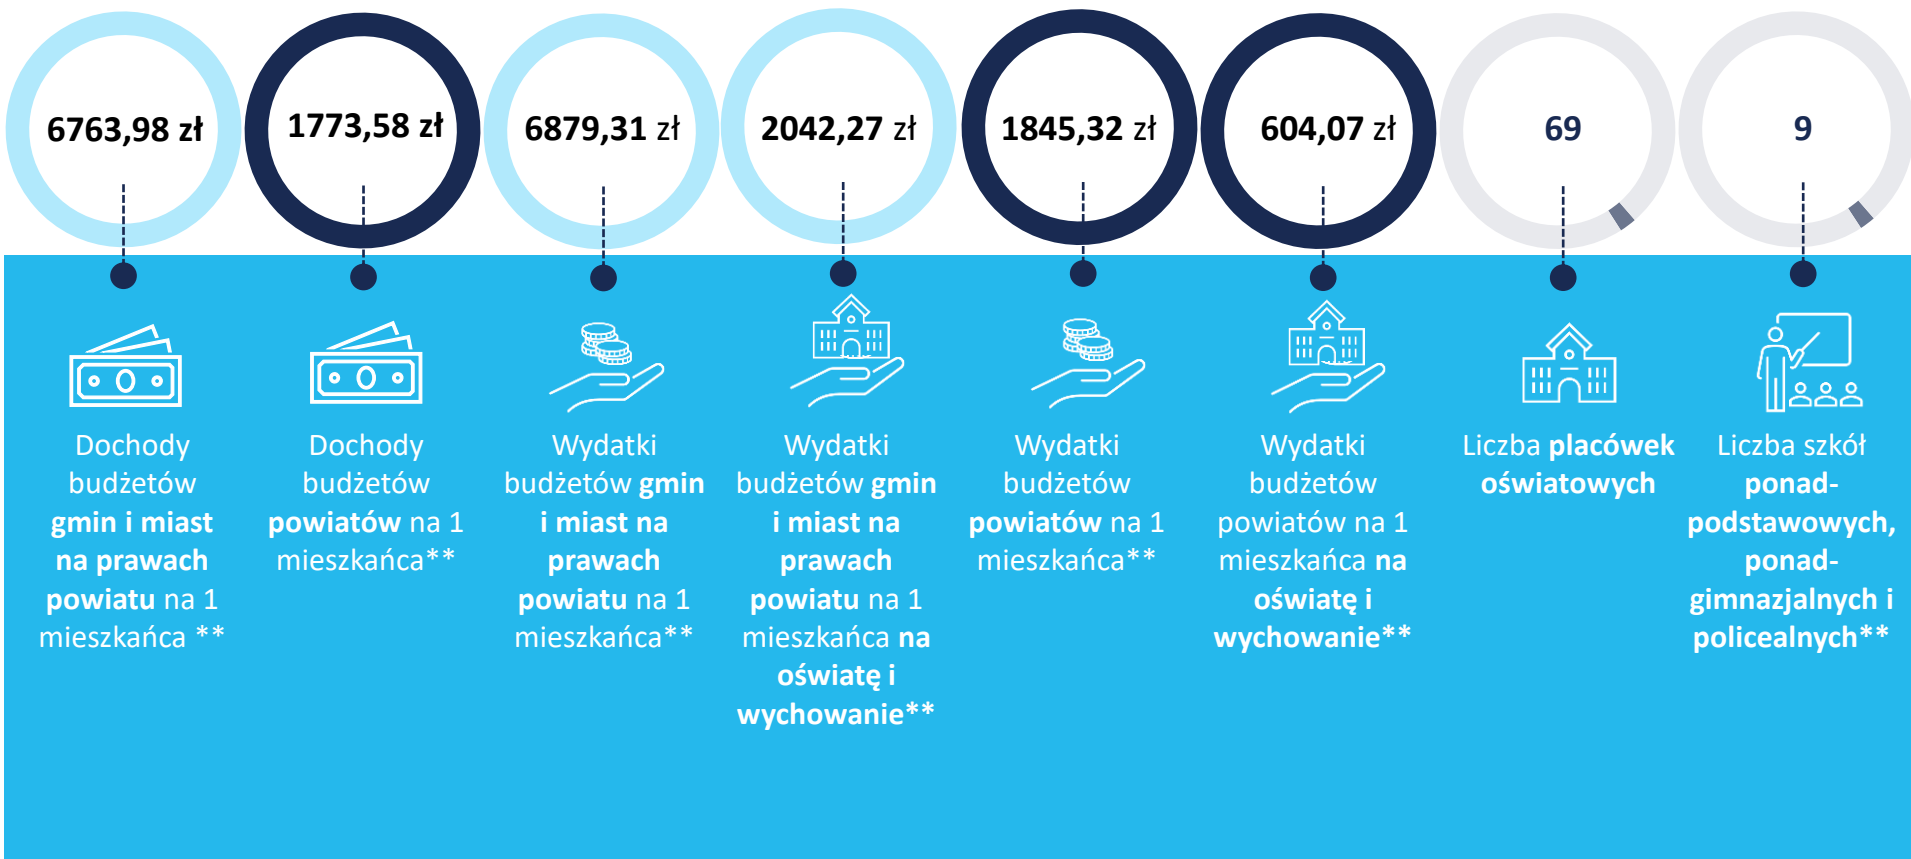 6763,98 zł
1773,58 zł
6879,31 zł
2042,27 zł
1845,32 zł
604,07 zł
69
9
Dochody
budżetów
gmin i miast
na prawach
powiatu na 1
mieszkańca **
Dochody
budżetów
powiatów na 1
mieszkańca**
Wydatki
budżetów gmin
i miast na
prawach
powiatu na 1
mieszkańca**
Wydatki
budżetów gmin
i miast na
prawach
powiatu na 1
mieszkańca na
oświatę i
wychowanie**
Wydatki
budżetów
powiatów na 1
mieszkańca**
Wydatki
budżetów
powiatów na 1
mieszkańca na
oświatę i
wychowanie**
Liczba placówek
oświatowych
Liczba szkół
ponad-
podstawowych,
ponad-
gimnazjalnych i
policealnych**